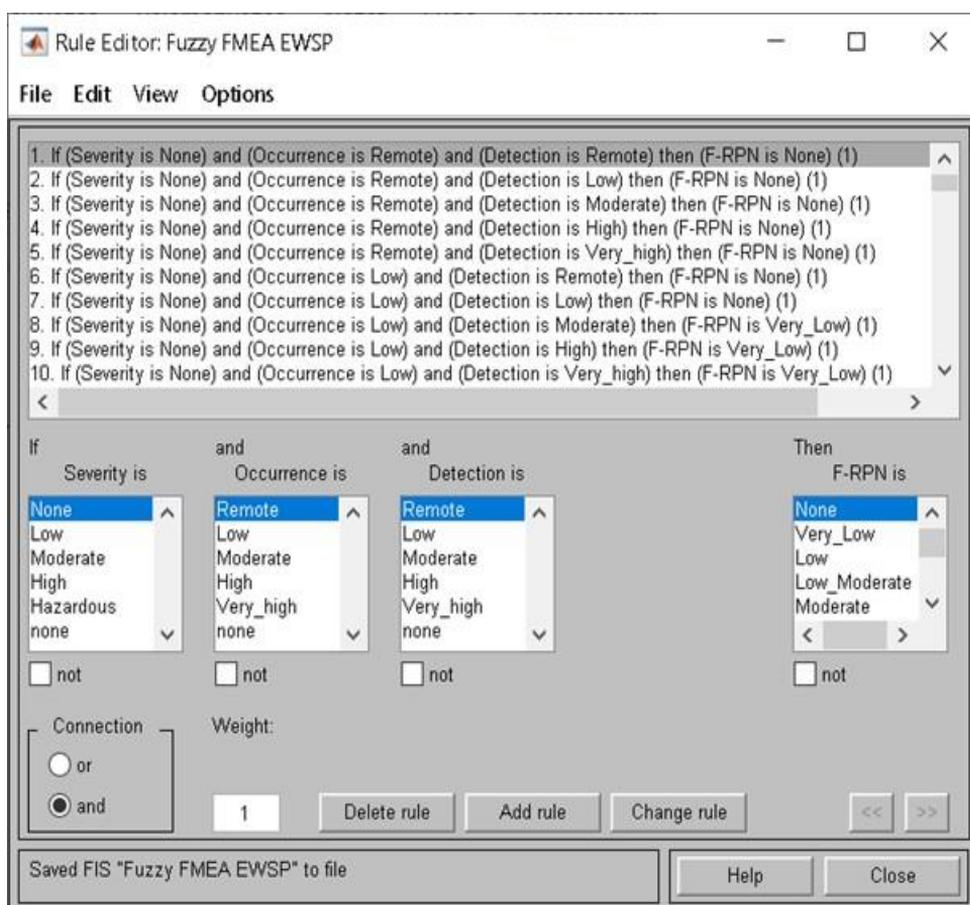 Rule Editor: Fuzzy FMEA EWSP
File Edit View Options
1. If (Severity is None) and (Occurrence is Remote) and (Detection is Remote) then (F-RPN is None) (1)
2. If (Severity is None) and (Occurrence is Remote) and (Detection is Low) then (F-RPN is None) (1)
3. If (Severity is None) and (Occurrence is Remote) and (Detection is Moderate) then (F-RPN is None) (1)
4. If (Severity is None) and (Occurrence is Remote) and (Detection is High) then (F-RPN is None) (1)
5. If (Severity is None) and (Occurrence is Remote) and (Detection is Very_high) then (F-RPN is None) (1)
6. If (Severity is None) and (Occurrence is Low) and (Detection is Remote) then (F-RPN is None) (1)
7. If (Severity is None) and (Occurrence is Low) and (Detection is Low) then (F-RPN is None) (1)
8. If (Severity is None) and (Occurrence is Low) and (Detection is Moderate) then (F-RPN is Very_Low) (1)
9. If (Severity is None) and (Occurrence is Low) and (Detection is High) then (F-RPN is Very_Low) (1)
10. If (Severity is None) and (Occurrence is Low) and (Detection is Very_high) then (F-RPN is Very_Low) (1)
If and and Then
Severity is Occurrence is Detection is F-RPN is
None Remote Remote None
Low Low Low Very_Low
Moderate Moderate Moderate Low
High High High Low_Moderate
Hazardous Very_high Very_high Moderate
none none none
not not not not
Connection Weight:
or
and 1 Delete rule Add rule Change rule << >>
Saved FIS "Fuzzy FMEA EWSP" to file Help Close